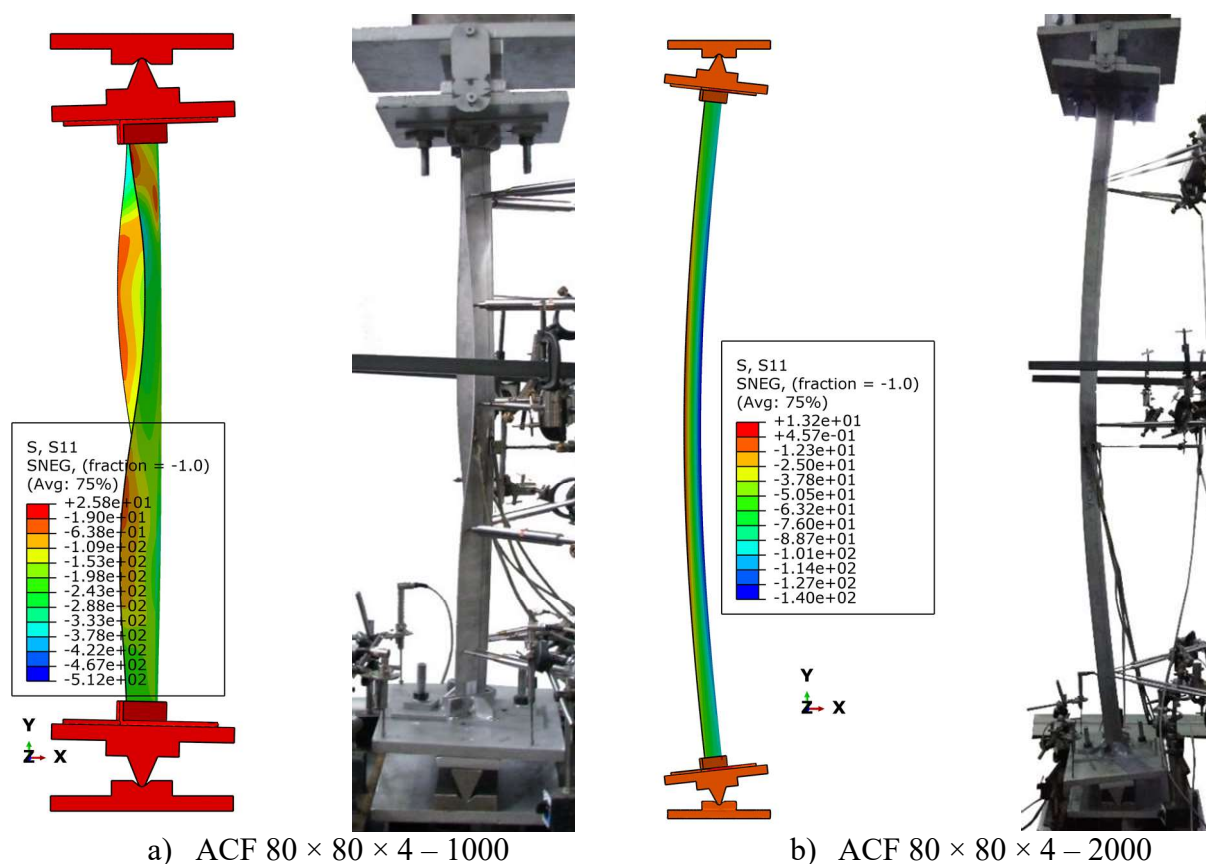 S, S11
SNEG, (fraction = -1.0)
(Avg: 75%)
+2.58e+01
-1.90e+01
-6.38e+01
-1.09e+02
-1.53e+02
-1.98e+02
-2.43e+02
-2.88e+02
-3.33e+02
-3.78e+02
-4.22e+02
-4.67e+02
-5.12e+02
Y
Z X
S, S11
SNEG, (fraction = -1.0)
(Avg: 75%)
+1.32e+01
+4.57e-01
-1.23e+01
-2.50e+01
-3.78e+01
-5.05e+01
-6.32e+01
-7.60e+01
-8.87e+01
-1.01e+02
-1.14e+02
-1.27e+02
-1.40e+02
Y
Z X
a) ACF 80 × 80 × 4 – 1000
b) ACF 80 × 80 × 4 – 2000